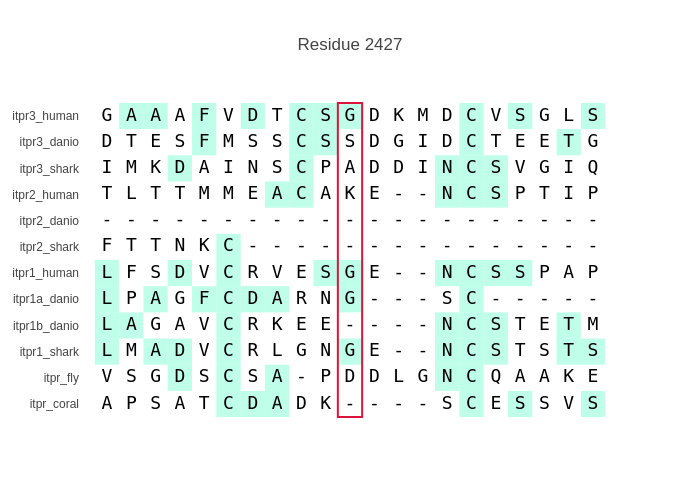 Residue 2427
itpr3_human G A A A F V D T C S G D K M D C V S G L S
itpr3_danio D T E S F M S S C S S D G I D C T E E T G
itpr3_shark I M K D A I N S C P A D D I N C S V G I Q
itpr2_human T L T T M M E A C A K E - - N C S P T I P
itpr2_danio - - - - - - - - - - - - - - - - - - - - -
itpr2_shark F T T N K C - - - - - - - - - - - - - - -
itpr1_human L F S D V C R V E S G E - - N C S S P A P
itpr1a_danio L P A G F C D A R N G - - - S C - - - - -
itpr1b_danio L A G A V C R K E E - - - - N C S T E T M
itpr1_shark L M A D V C R L G N G E - - N C S T S T S
itpr_fly V S G D S C S A - P D D L G N C Q A A K E
itpr_coral A P S A T C D A D K - - - - S C E S S V S